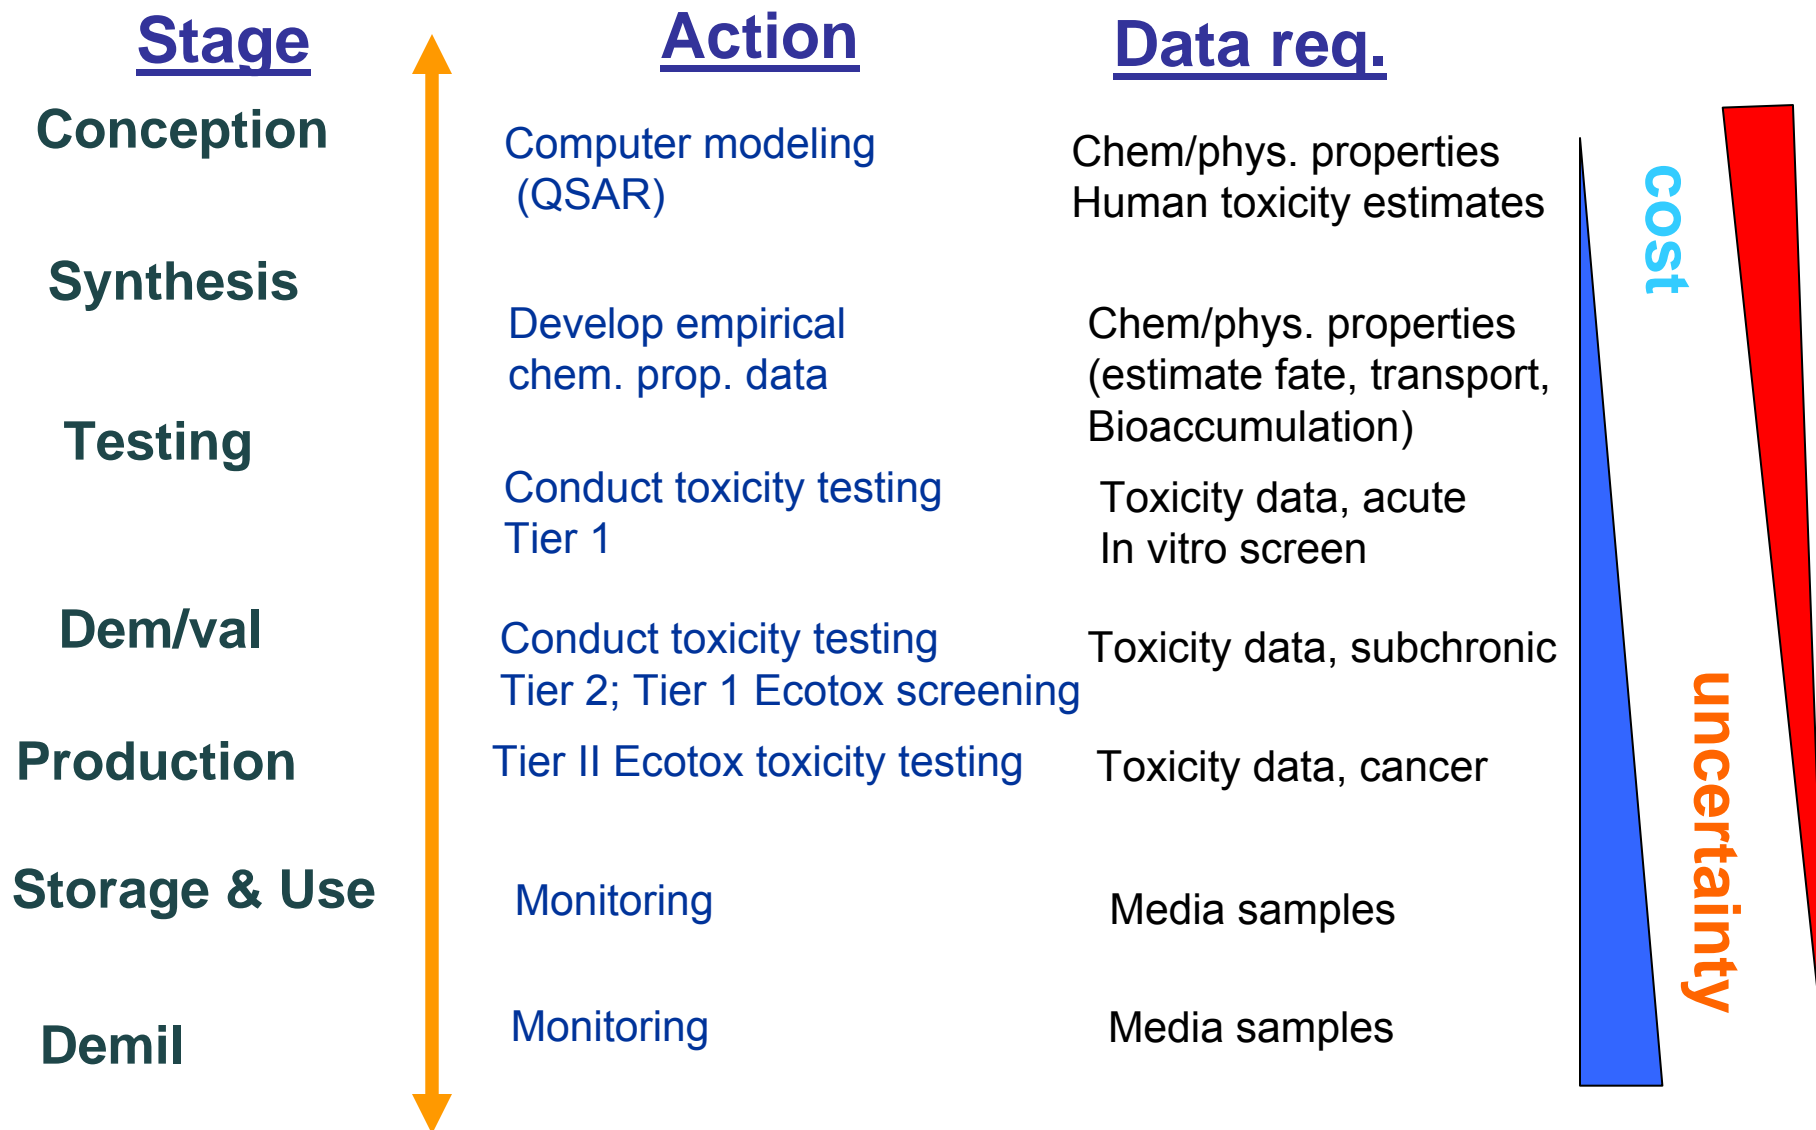 Stage
Action
Data req.
Conception
Computer modeling
(QSAR)
Chem/phys. properties
Human toxicity estimates
Synthesis
Develop empirical
chem. prop. data
Chem/phys. properties
(estimate fate, transport,
Bioaccumulation)
Testing
Conduct toxicity testing
Tier 1
Toxicity data, acute
In vitro screen
Dem/val
Conduct toxicity testing
Tier 2; Tier 1 Ecotox screening
Toxicity data, subchronic
Production
Tier II Ecotox toxicity testing
Toxicity data, cancer
Storage & Use
Monitoring
Media samples
Demil
Monitoring
Media samples
cost
uncertainty